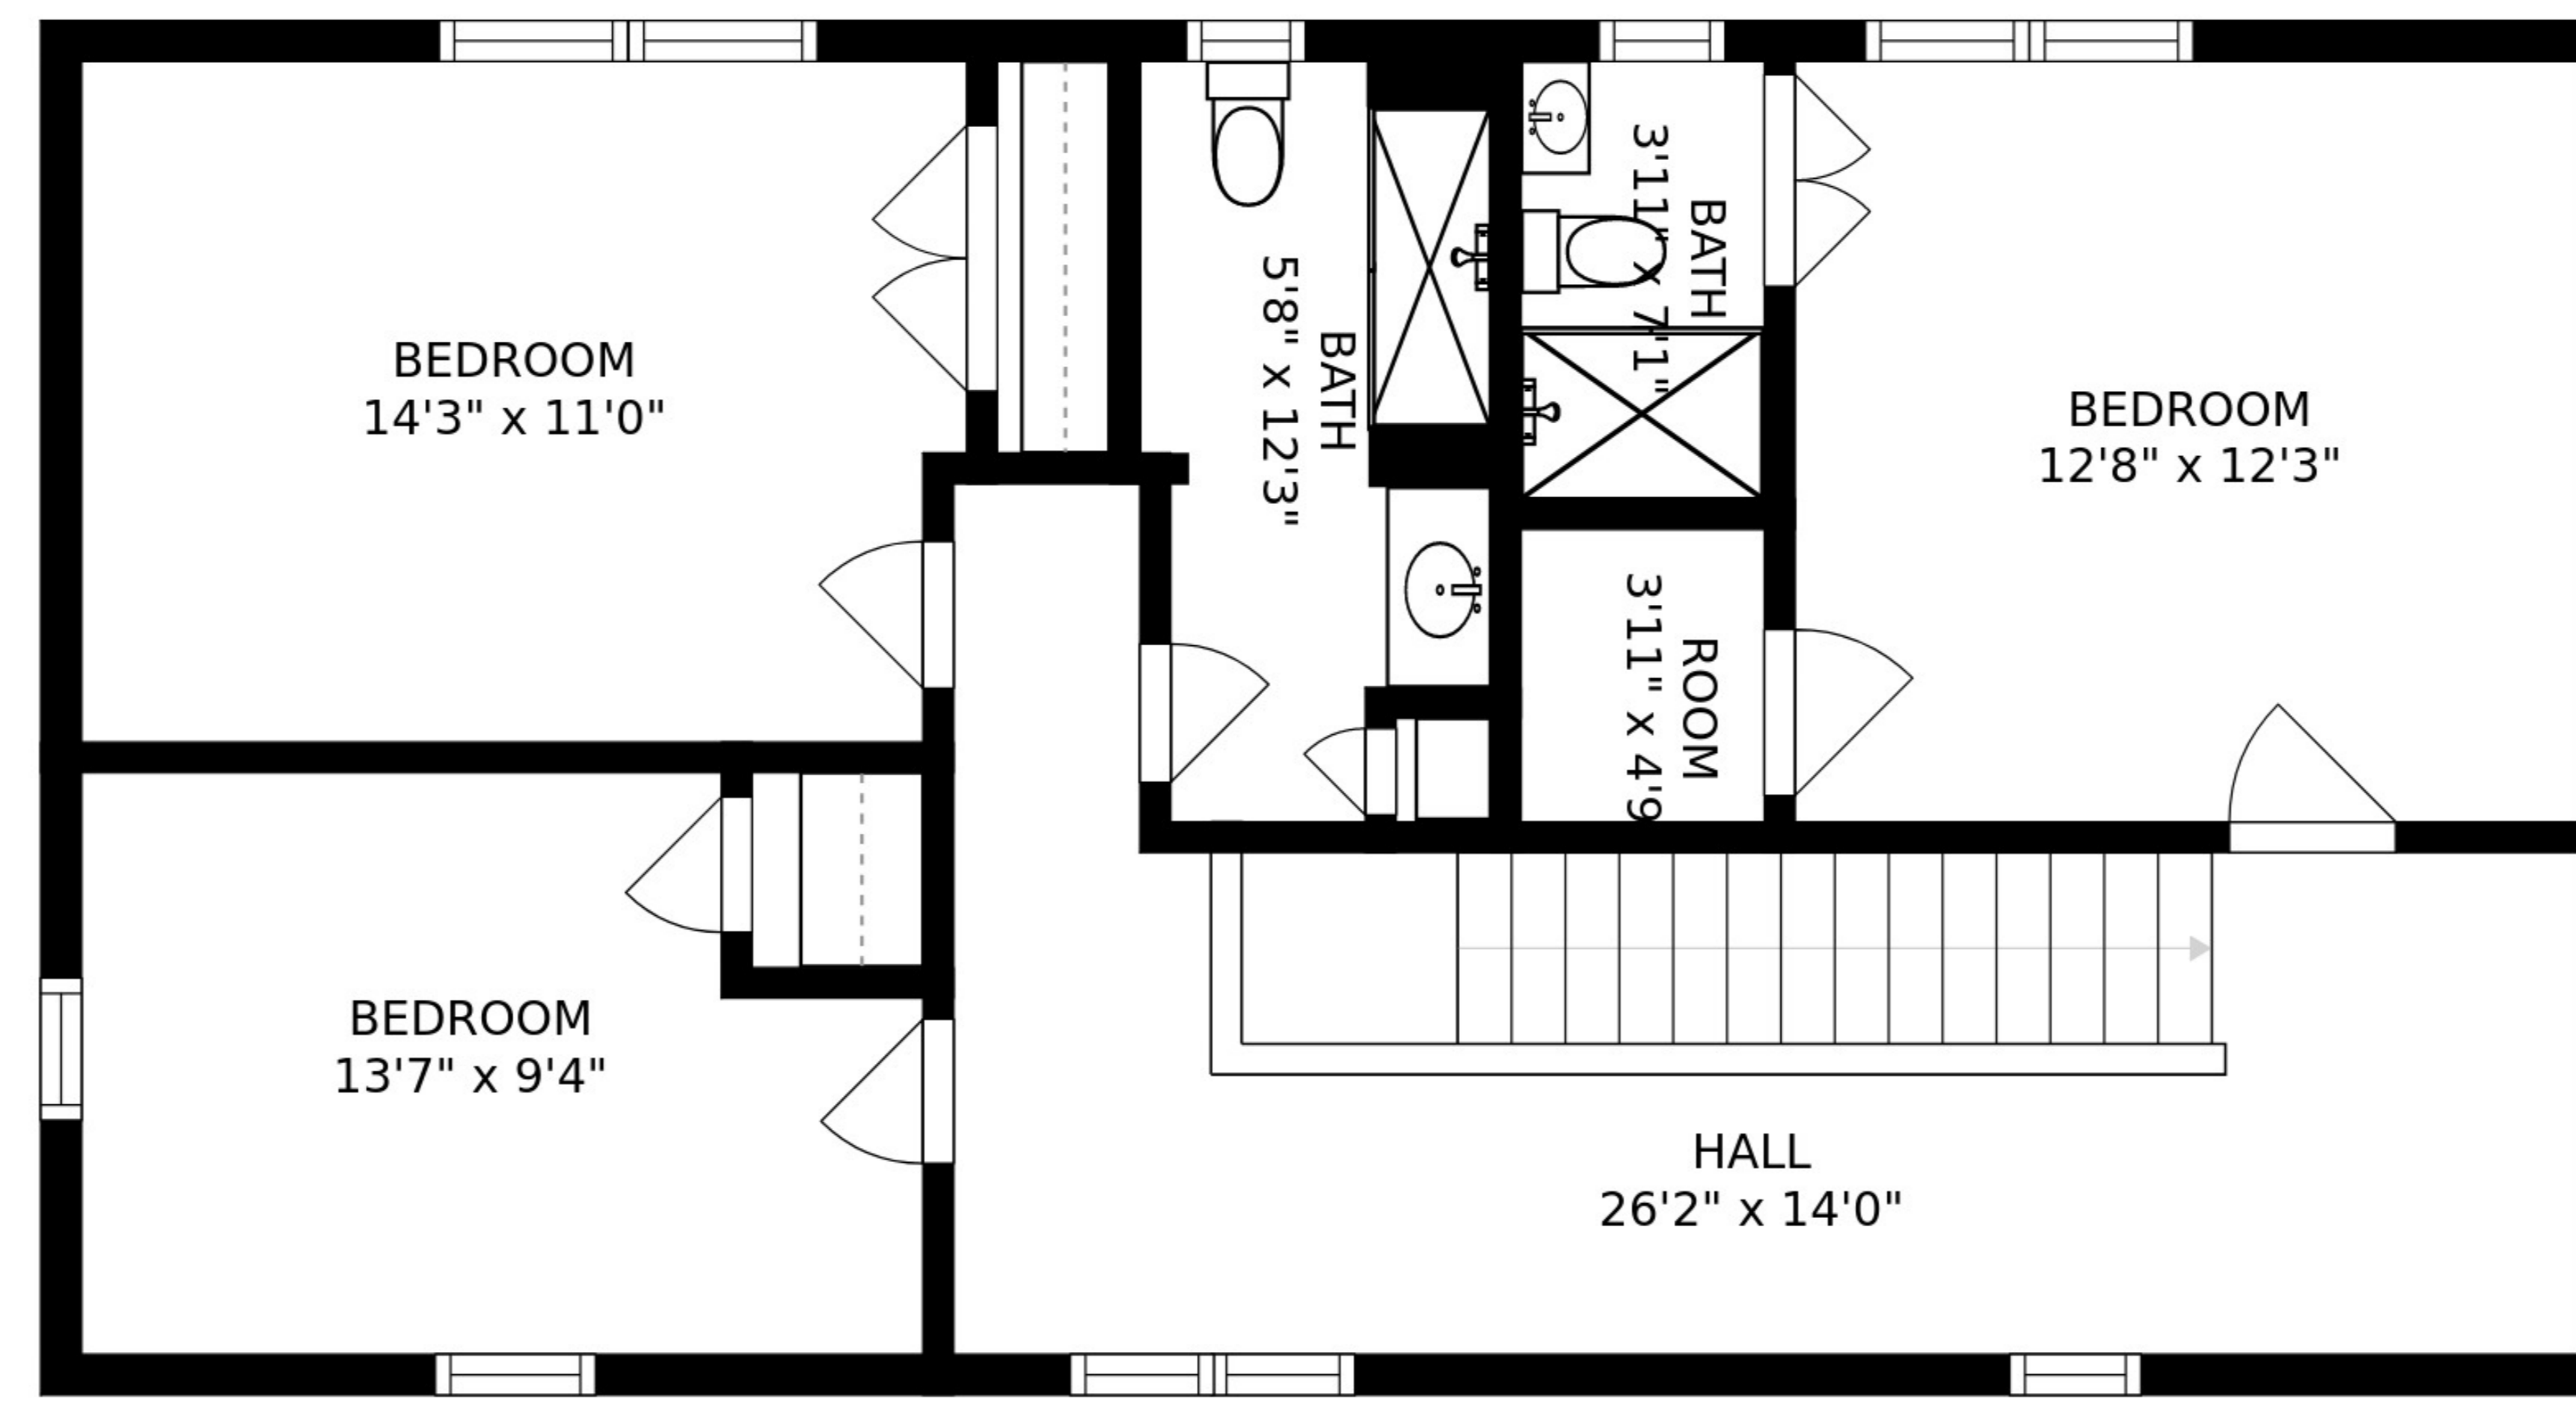 BEDROOM
14'3" x 11'0"
BATH
5'8" x 12'3"
BATH
3'11" x 7'1"
BEDROOM
12'8" x 12'3"
ROOM
3'11" x 4'9
BEDROOM
13'7" x 9'4"
HALL
26'2" x 14'0"